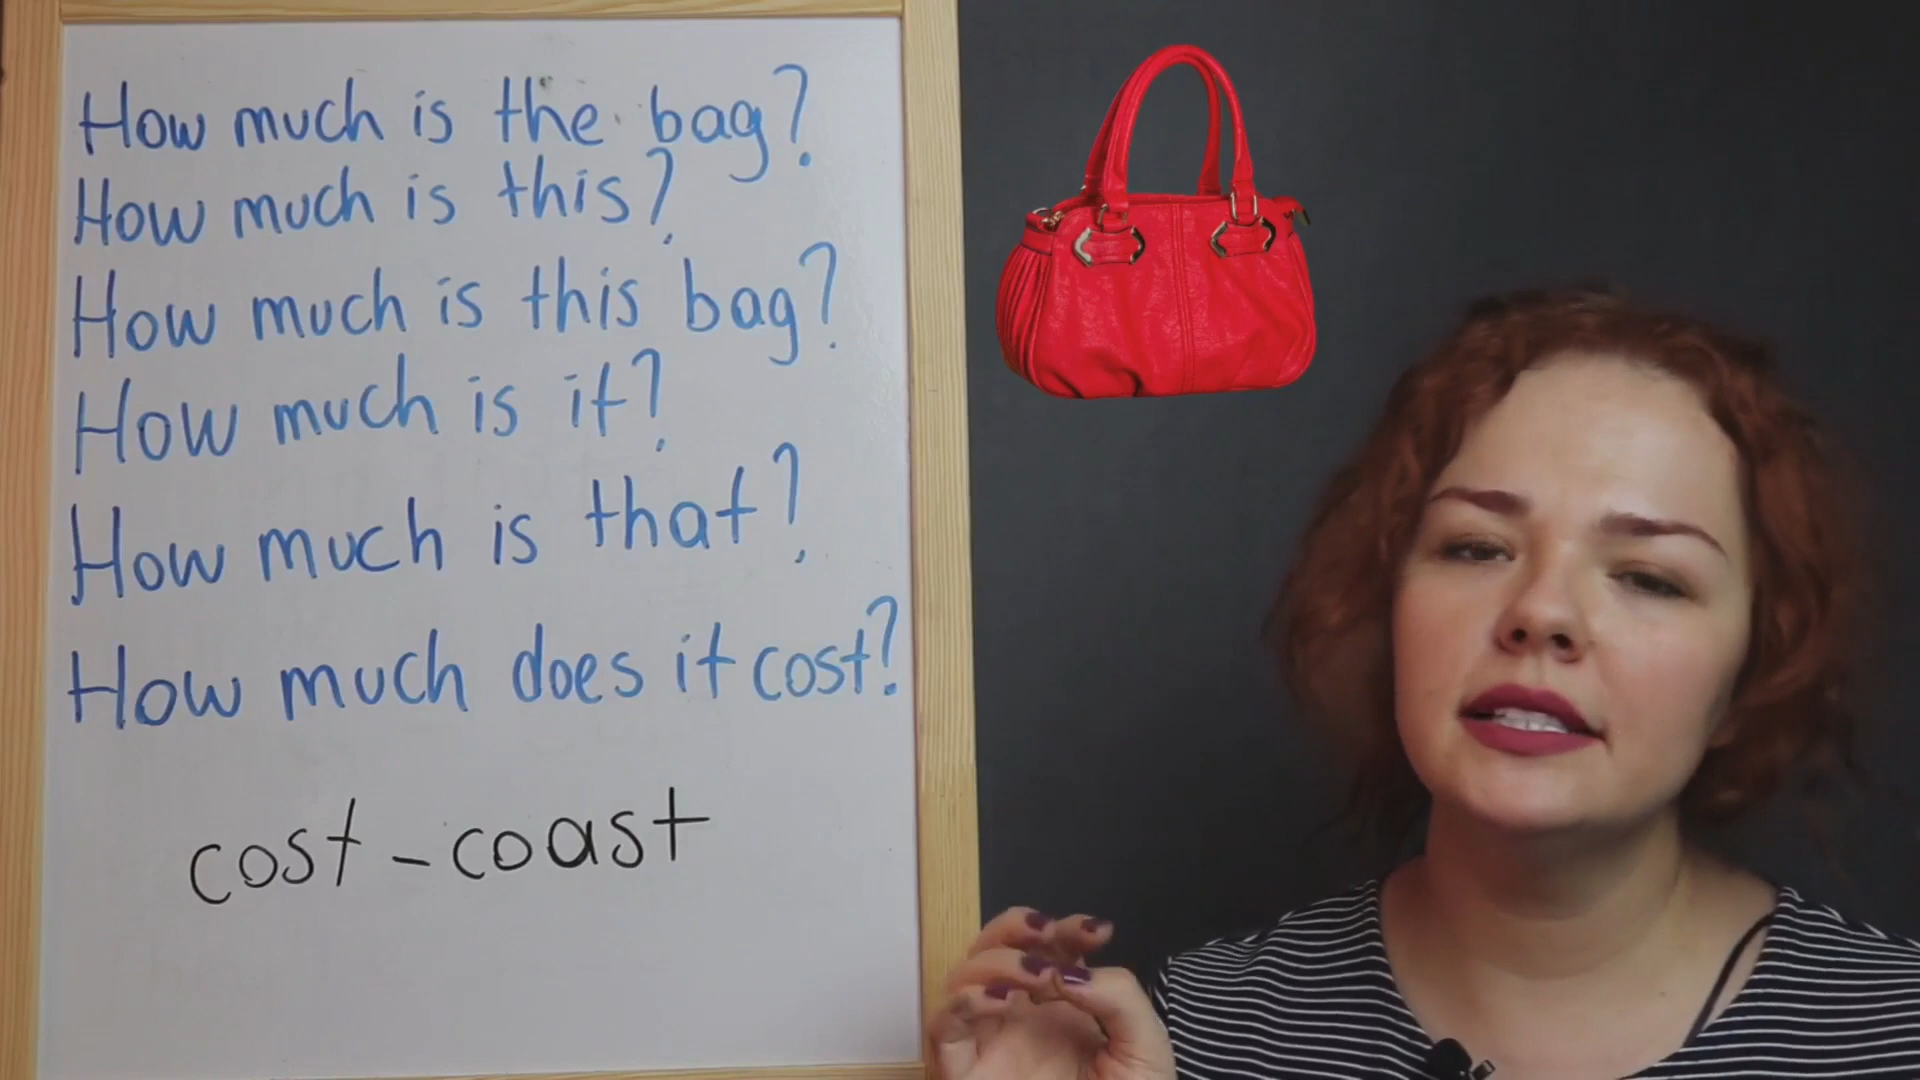 How much is the bag?
How much is this?
How much is this bag?
How much is it?
How much is that?
How much does it cost?
cost - coast